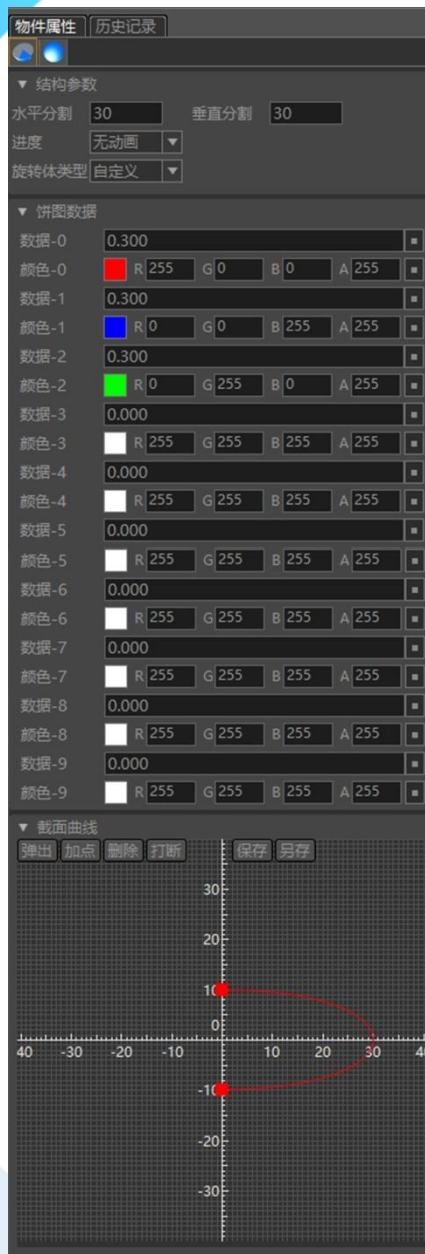 物件属性 历史记录
▼ 结构参数
水平分割 30 垂直分割 30
进度 无动画 ▼
旋转体类型 自定义 ▼
▼ 饼图数据
数据-0 0.300
颜色-0 R 255 G 0 B 0 A 255
数据-1 0.300
颜色-1 R 0 G 0 B 255 A 255
数据-2 0.300
颜色-2 R 0 G 255 B 0 A 255
数据-3 0.000
颜色-3 R 255 G 255 B 255 A 255
数据-4 0.000
颜色-4 R 255 G 255 B 255 A 255
数据-5 0.000
颜色-5 R 255 G 255 B 255 A 255
数据-6 0.000
颜色-6 R 255 G 255 B 255 A 255
数据-7 0.000
颜色-7 R 255 G 255 B 255 A 255
数据-8 0.000
颜色-8 R 255 G 255 B 255 A 255
数据-9 0.000
颜色-9 R 255 G 255 B 255 A 255
▼ 截面曲线
弹出 加点 删除 打断 保存 另存
30
20
10
0
40 -30 -20 -10 10 20 30 40
-10
-20
-30